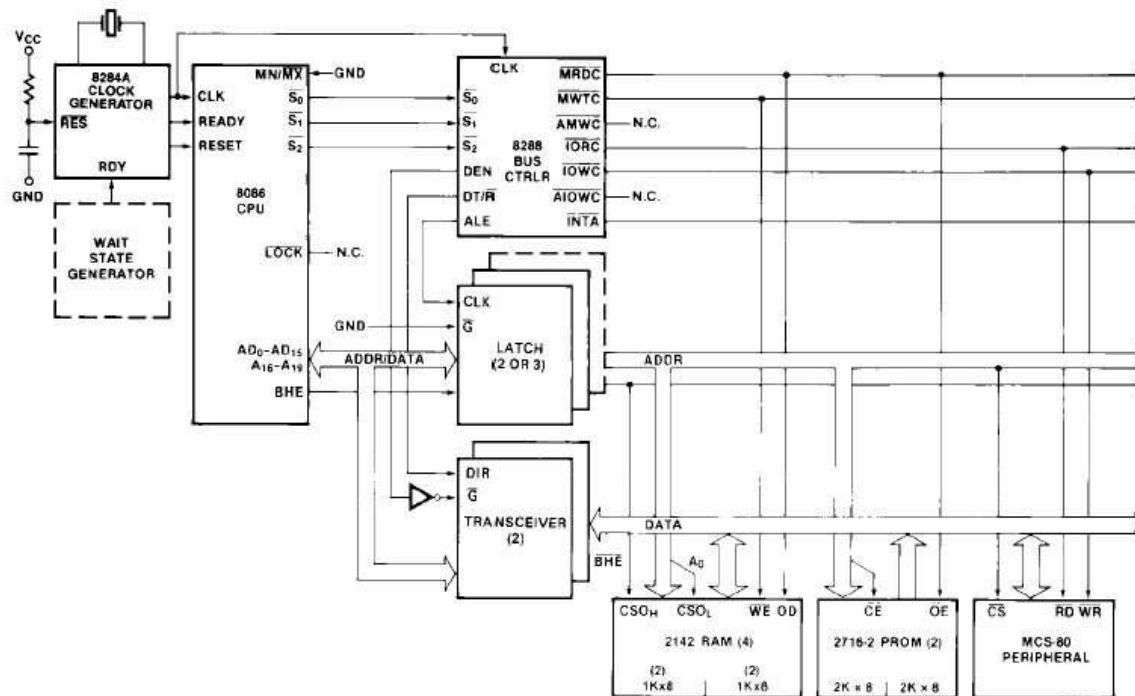 VCC
8284A
CLOCK
GENERATOR
RES
RDY
GND
WAIT
STATE
GENERATOR
MN/MX
GND
CLK
READY
RESET
S0
S1
S2
8086
CPU
LOCK
N.C.
AD0-AD15
A16-A19
BHE
ADDR/DATA
CLK
S0
S1
S2
DEN
DT/R
ALE
8288
BUS
CTRLR
MRDC
MWTC
AMWC
N.C.
IORC
IOWC
AIOWC
N.C.
INTA
CLK
GND
G
LATCH
(2 OR 3)
ADDR
DIR
G
TRANSCEIVER
(2)
DATA
BHE
A0
CSOH
CSOL
WE OD
2142 RAM (4)
(2)
1Kx8
(2)
1Kx8
CE
OE
2716-2 PROM (2)
2K x 8
2K x 8
CS
RD WR
MCS-80
PERIPHERAL